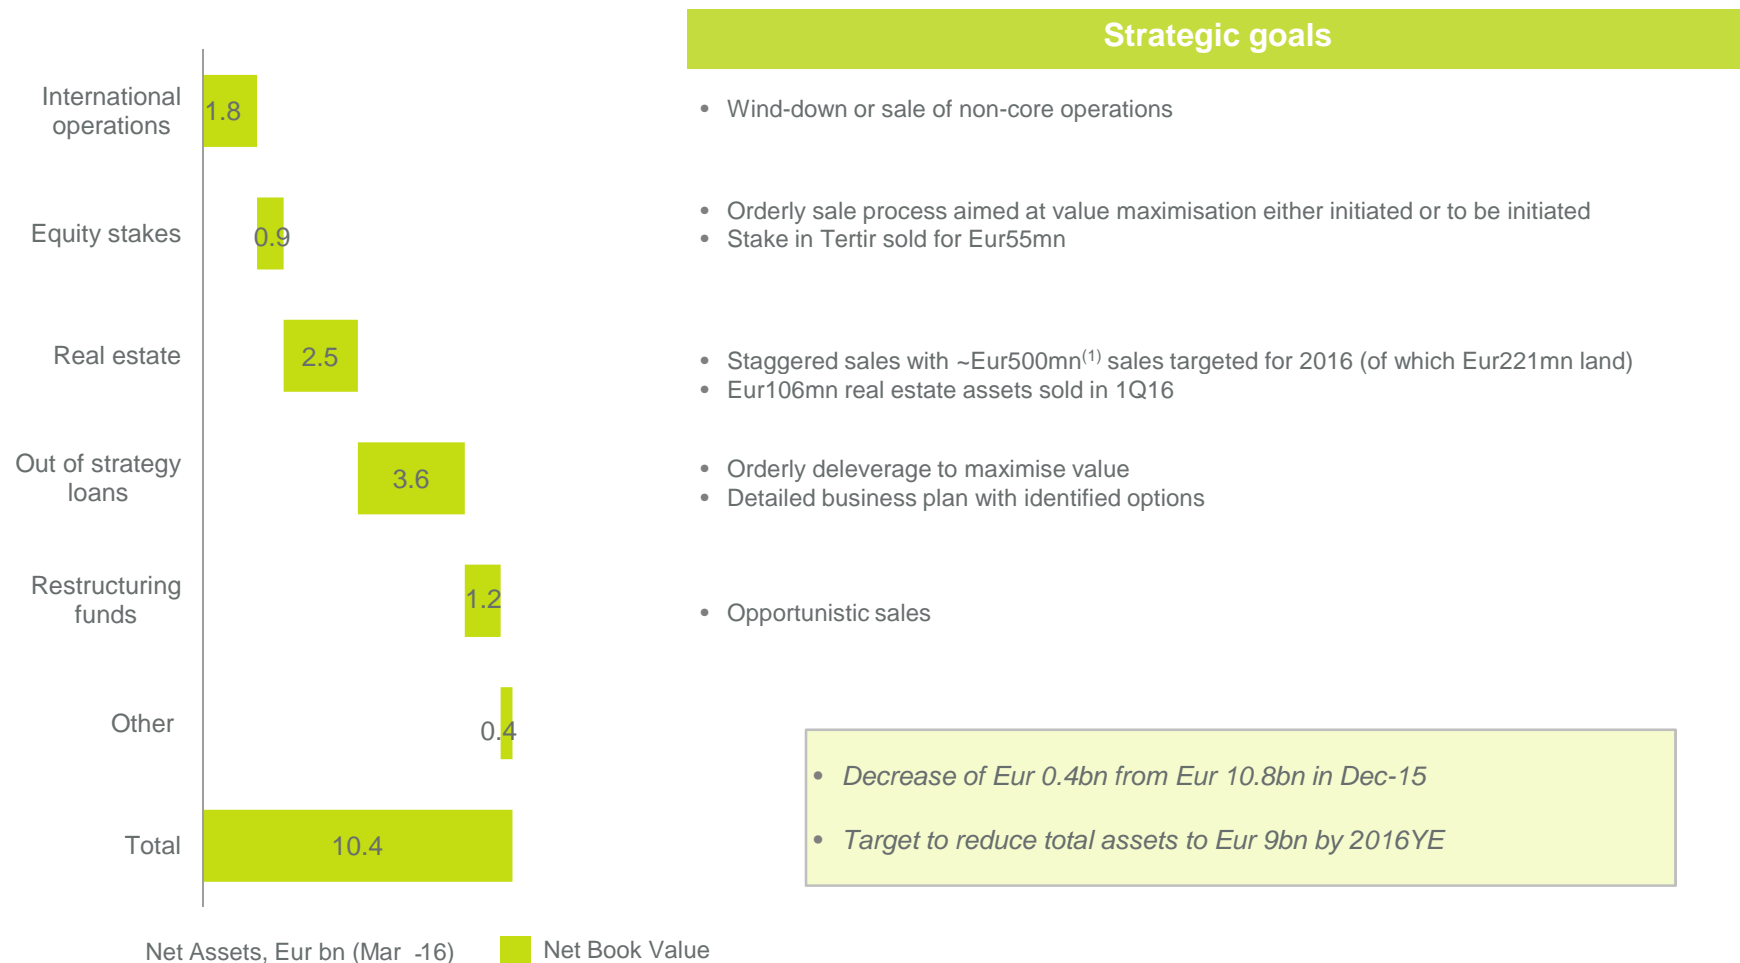 Strategic goals
International
operations
1.8
• Wind-down or sale of non-core operations
Equity stakes
0.9
• Orderly sale process aimed at value maximisation either initiated or to be initiated
• Stake in Tertir sold for Eur55mn
Real estate
2.5
• Staggered sales with ~Eur500mn(1) sales targeted for 2016 (of which Eur221mn land)
• Eur106mn real estate assets sold in 1Q16
Out of strategy
loans
3.6
• Orderly deleverage to maximise value
• Detailed business plan with identified options
Restructuring
funds
1.2
• Opportunistic sales
Other
0.4
• Decrease of Eur 0.4bn from Eur 10.8bn in Dec-15
• Target to reduce total assets to Eur 9bn by 2016YE
Total
10.4
Net Assets, Eur bn (Mar -16)
Net Book Value